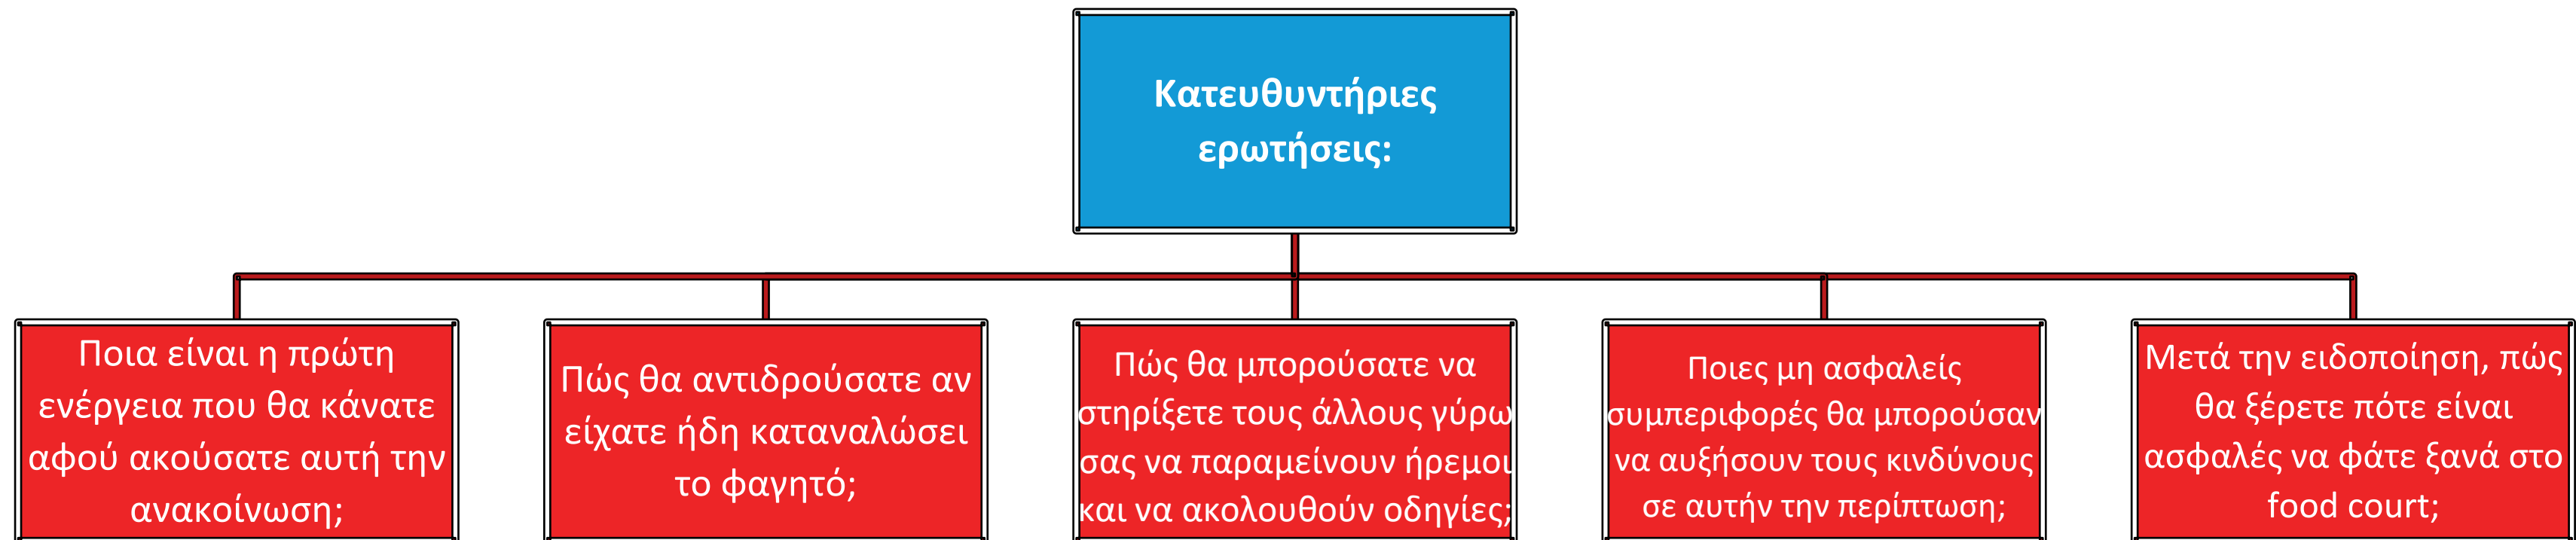 Κατευθυντήριες
ερωτήσεις:
Ποια είναι η πρώτη
ενέργεια που θα κάνατε
αφού ακούσατε αυτή την
ανακοίνωση;
Πώς θα αντιδρούσατε αν
είχατε ήδη καταναλώσει
το φαγητό;
Πώς θα μπορούσατε να
στηρίξετε τους άλλους γύρω
σας να παραμείνουν ήρεμοι
και να ακολουθούν οδηγίες;
Ποιες μη ασφαλείς
συμπεριφορές θα μπορούσαν
να αυξήσουν τους κινδύνους
σε αυτήν την περίπτωση;
Μετά την ειδοποίηση, πώς
θα ξέρετε πότε είναι
ασφαλές να φάτε ξανά στο
food court;